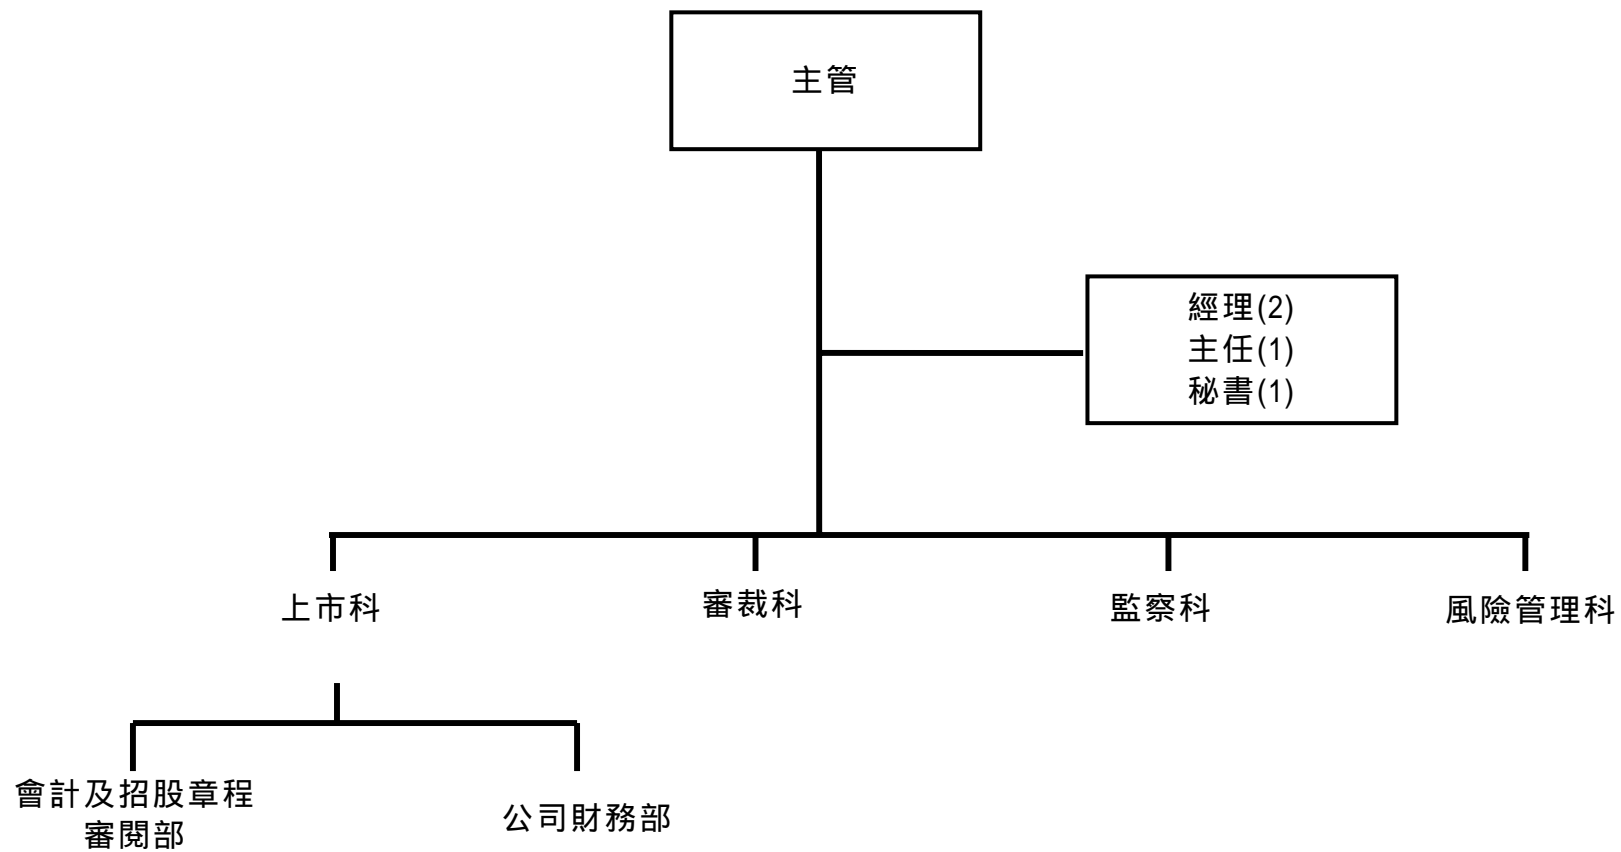 主管
經理(2)
主任(1)
秘書(1)
上市科
審裁科
監察科
風險管理科
會計及招股章程
審閱部
公司財務部